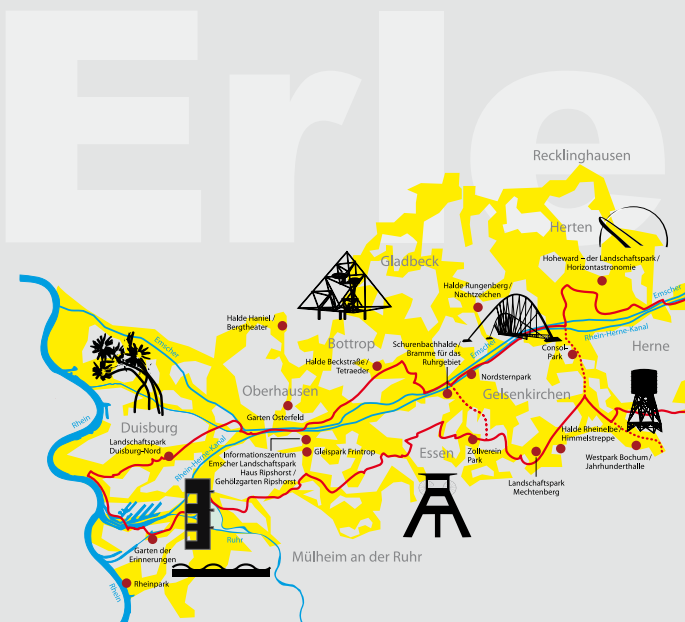 Erle
Recklinghausen
Herten
Hoheward – der Landschaftspark /
Horizontastronomie
Gladbeck
Halde Rungenberg /
Nachtzeichen
Emscher
Rhein-Herne-Kanal
Halde Haniel /
Bergtheater
Emscher
Bottrop
Schurenbachhalde /
Bramme für das
Ruhrgebiet
Emscher
Consol-
Park
Herne
Halde Beckstraße /
Tetraeder
Nordsternpark
Oberhausen
Gelsenkirchen
Rhein
Garten Osterfeld
Duisburg
Landschaftspark
Duisburg-Nord
Rhein-Herne-Kanal
Informationszentrum
Emscher Landschaftspark
Haus Ripshorst /
Gehölzgarten Ripshorst
Gleispark Frintrop
Essen
Zollverein
Park
Halde Rheinelbe /
Himmelstreppe
Westpark Bochum /
Jahrhunderthalle
Landschaftspark
Mechtenberg
Ruhr
Garten der
Erinnerungen
Mülheim an der Ruhr
Rheinpark
Rhein